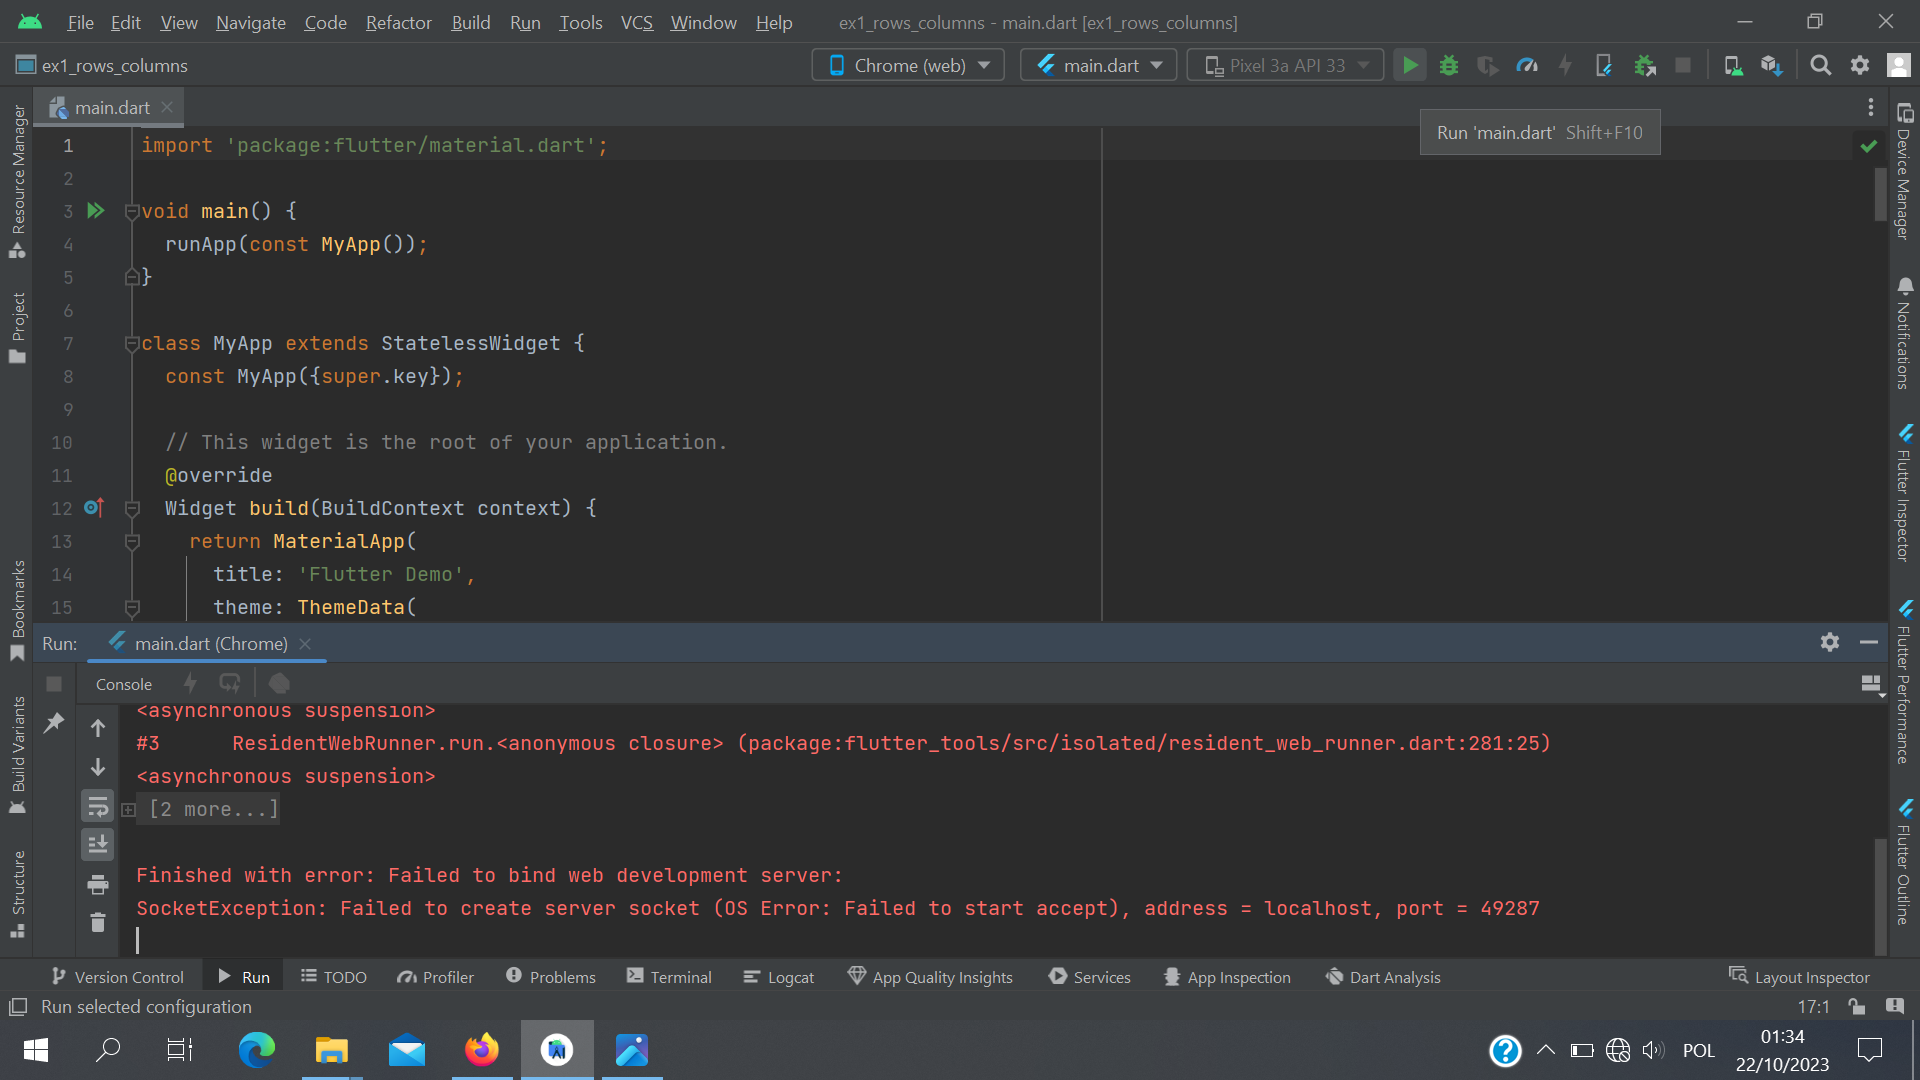 File Edit View Navigate Code Refactor Build Run Tools VCS Window Help ex1_rows_columns - main.dart [ex1_rows_columns]
ex1_rows_columns Chrome (web) main.dart Pixel 3a API 33
main.dart
Run 'main.dart' Shift+F10
1 import 'package:flutter/material.dart';
2
3 void main() {
4 runApp(const MyApp());
5 }
6
7 class MyApp extends StatelessWidget {
8 const MyApp({super.key});
9
10 // This widget is the root of your application.
11 @override
12 Widget build(BuildContext context) {
13 return MaterialApp(
14 title: 'Flutter Demo',
15 theme: ThemeData(
Resource Manager
Project
Bookmarks
Build Variants
Structure
Device Manager
Notifications
Flutter Inspector
Flutter Performance
Flutter Outline
Run: main.dart (Chrome)
Console
<asynchronous suspension>
#3 ResidentWebRunner.run.<anonymous closure> (package:flutter_tools/src/isolated/resident_web_runner.dart:281:25)
<asynchronous suspension>
[2 more...]
Finished with error: Failed to bind web development server:
SocketException: Failed to create server socket (OS Error: Failed to start accept), address = localhost, port = 49287
Version Control Run TODO Profiler Problems Terminal Logcat App Quality Insights Services App Inspection Dart Analysis Layout Inspector
Run selected configuration 17:1
POL
01:34
22/10/2023